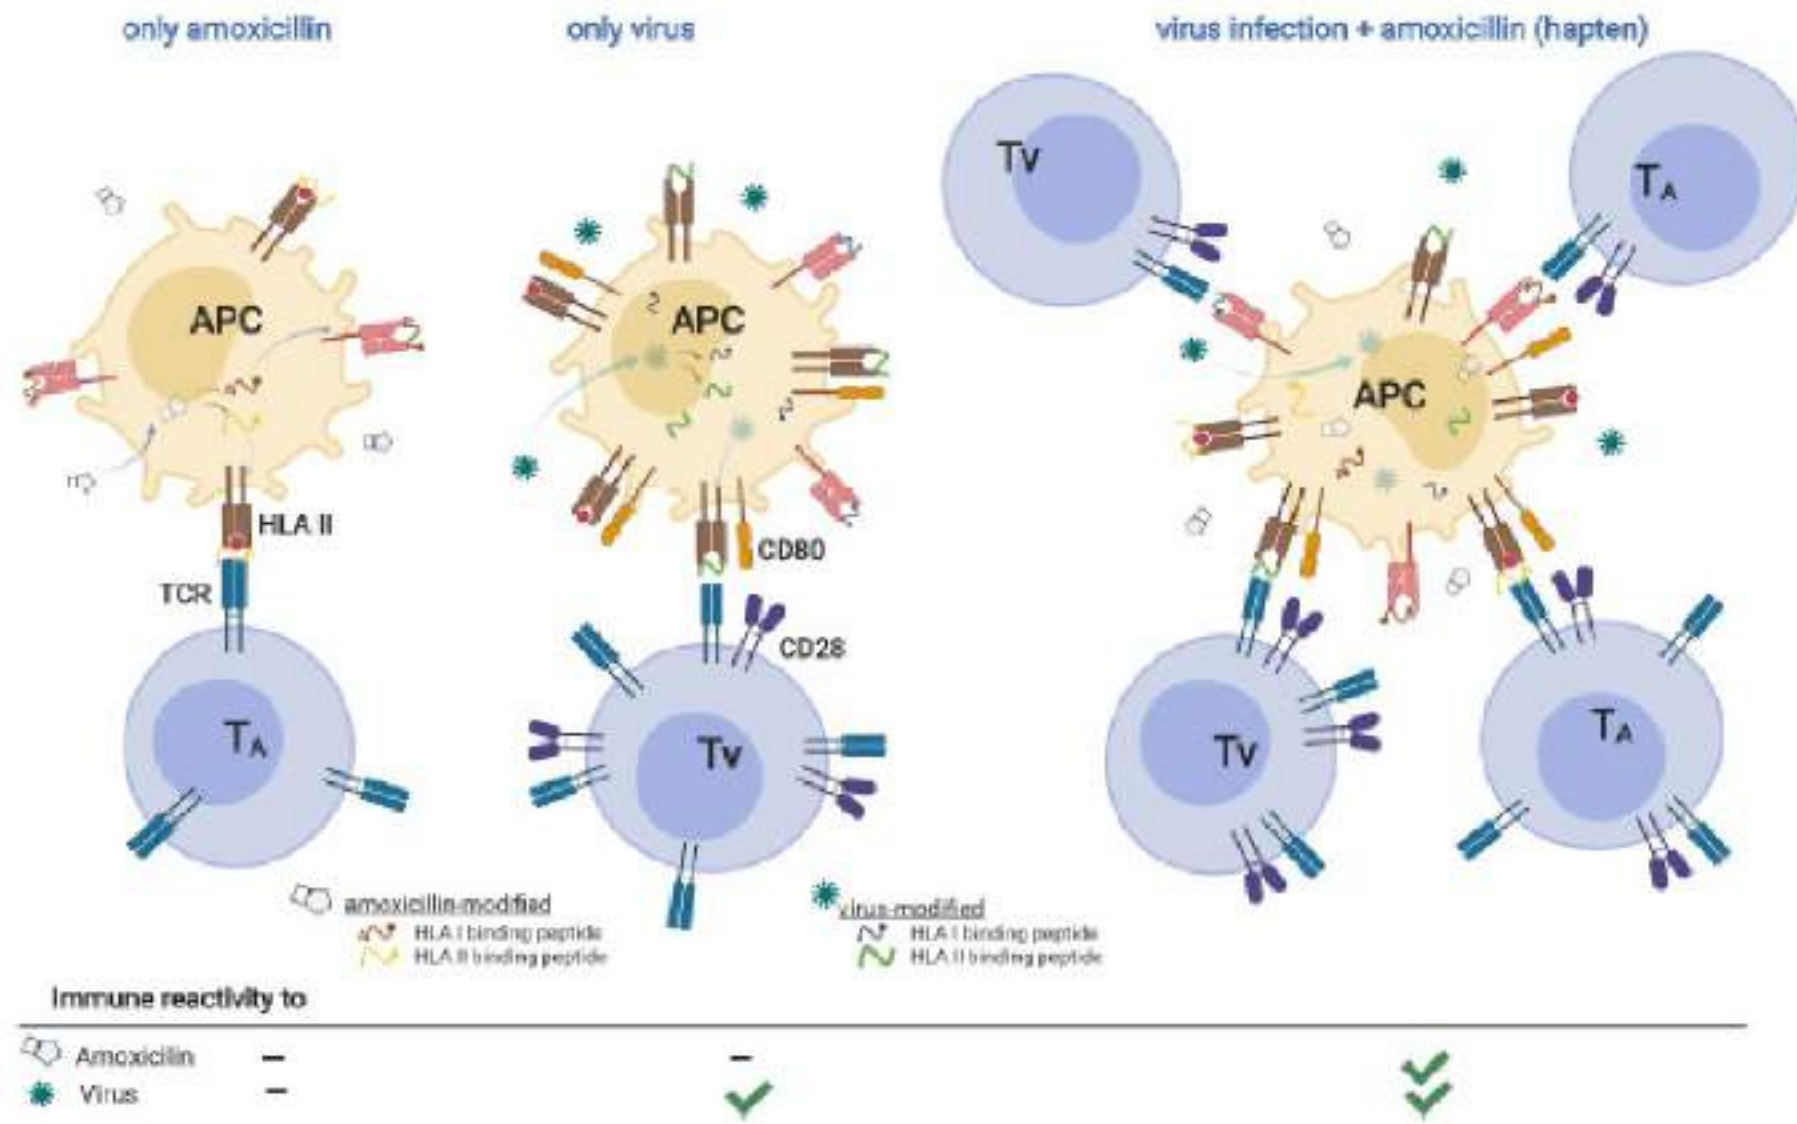 only amoxicillin
only virus
virus infection + amoxicillin (hapten)
Tv
TA
APC
APC
APC
HLA II
CD80
TCR
CD28
TA
Tv
Tv
TA
amoxicillin-modified
HLA I binding peptide
HLA II binding peptide
virus-modified
HLA I binding peptide
HLA II binding peptide
Immune reactivity to
Amoxicilin – –
Virus –